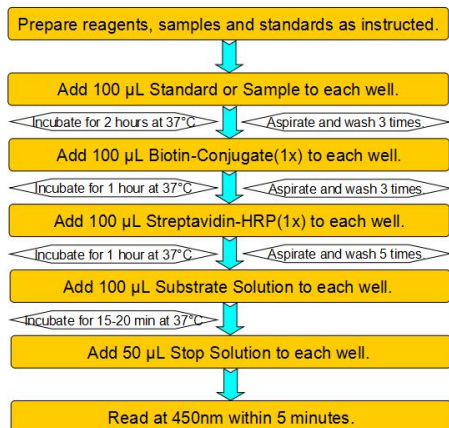 Prepare reagents, samples and standards as instructed.
Add 100 µL Standard or Sample to each well.
Incubate for 2 hours at 37°C
Aspirate and wash 3 times.
Add 100 µL Biotin-Conjugate(1x) to each well.
Incubate for 1 hour at 37°C
Aspirate and wash 3 times.
Add 100 µL Streptavidin-HRP(1x) to each well.
Incubate for 1 hour at 37°C
Aspirate and wash 5 times.
Add 100 µL Substrate Solution to each well.
Incubate for 15-20 min at 37°C
Add 50 µL Stop Solution to each well.
Read at 450nm within 5 minutes.